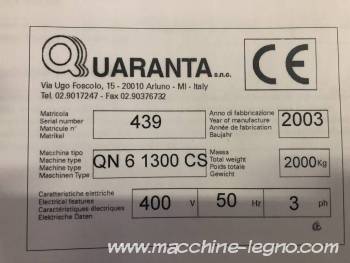 QUARANTA s.n.c. CE
Via Ugo Foscolo, 15 - 20010 Arluno - MI - Italy
Tel. 02.9017247 - Fax 02.90376732
Matricola
Serial number
Matricule n°
Matrikel
439
Anno di fabbricazione
Year of manufacture
Année de fabrication
Baujahr
2003
Macchina tipo
Machine type
Machine type
Maschinen Type
QN 6 1300 CS
Massa
Total weight
Poids totale
Gewicht
2000Kg
Caratteristiche elettriche
Electrical features
Caractéristiques électriques
Elektrische Daten
400 V 50 Hz 3 ph
www.macchine-legno.com